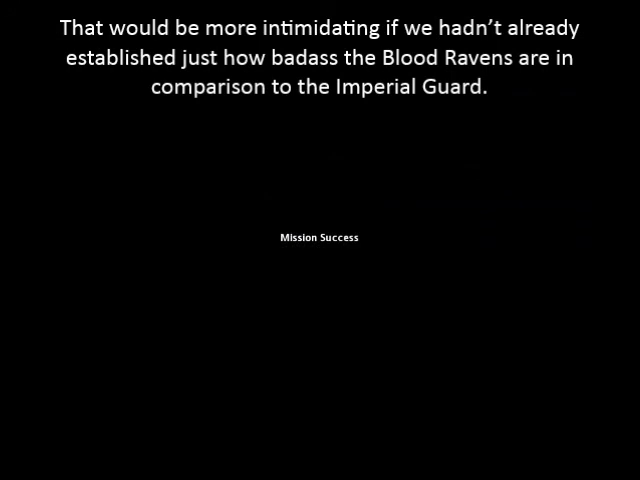 That would be more intimidating if we hadn’t already
established just how badass the Blood Ravens are in
comparison to the Imperial Guard.
Mission Success